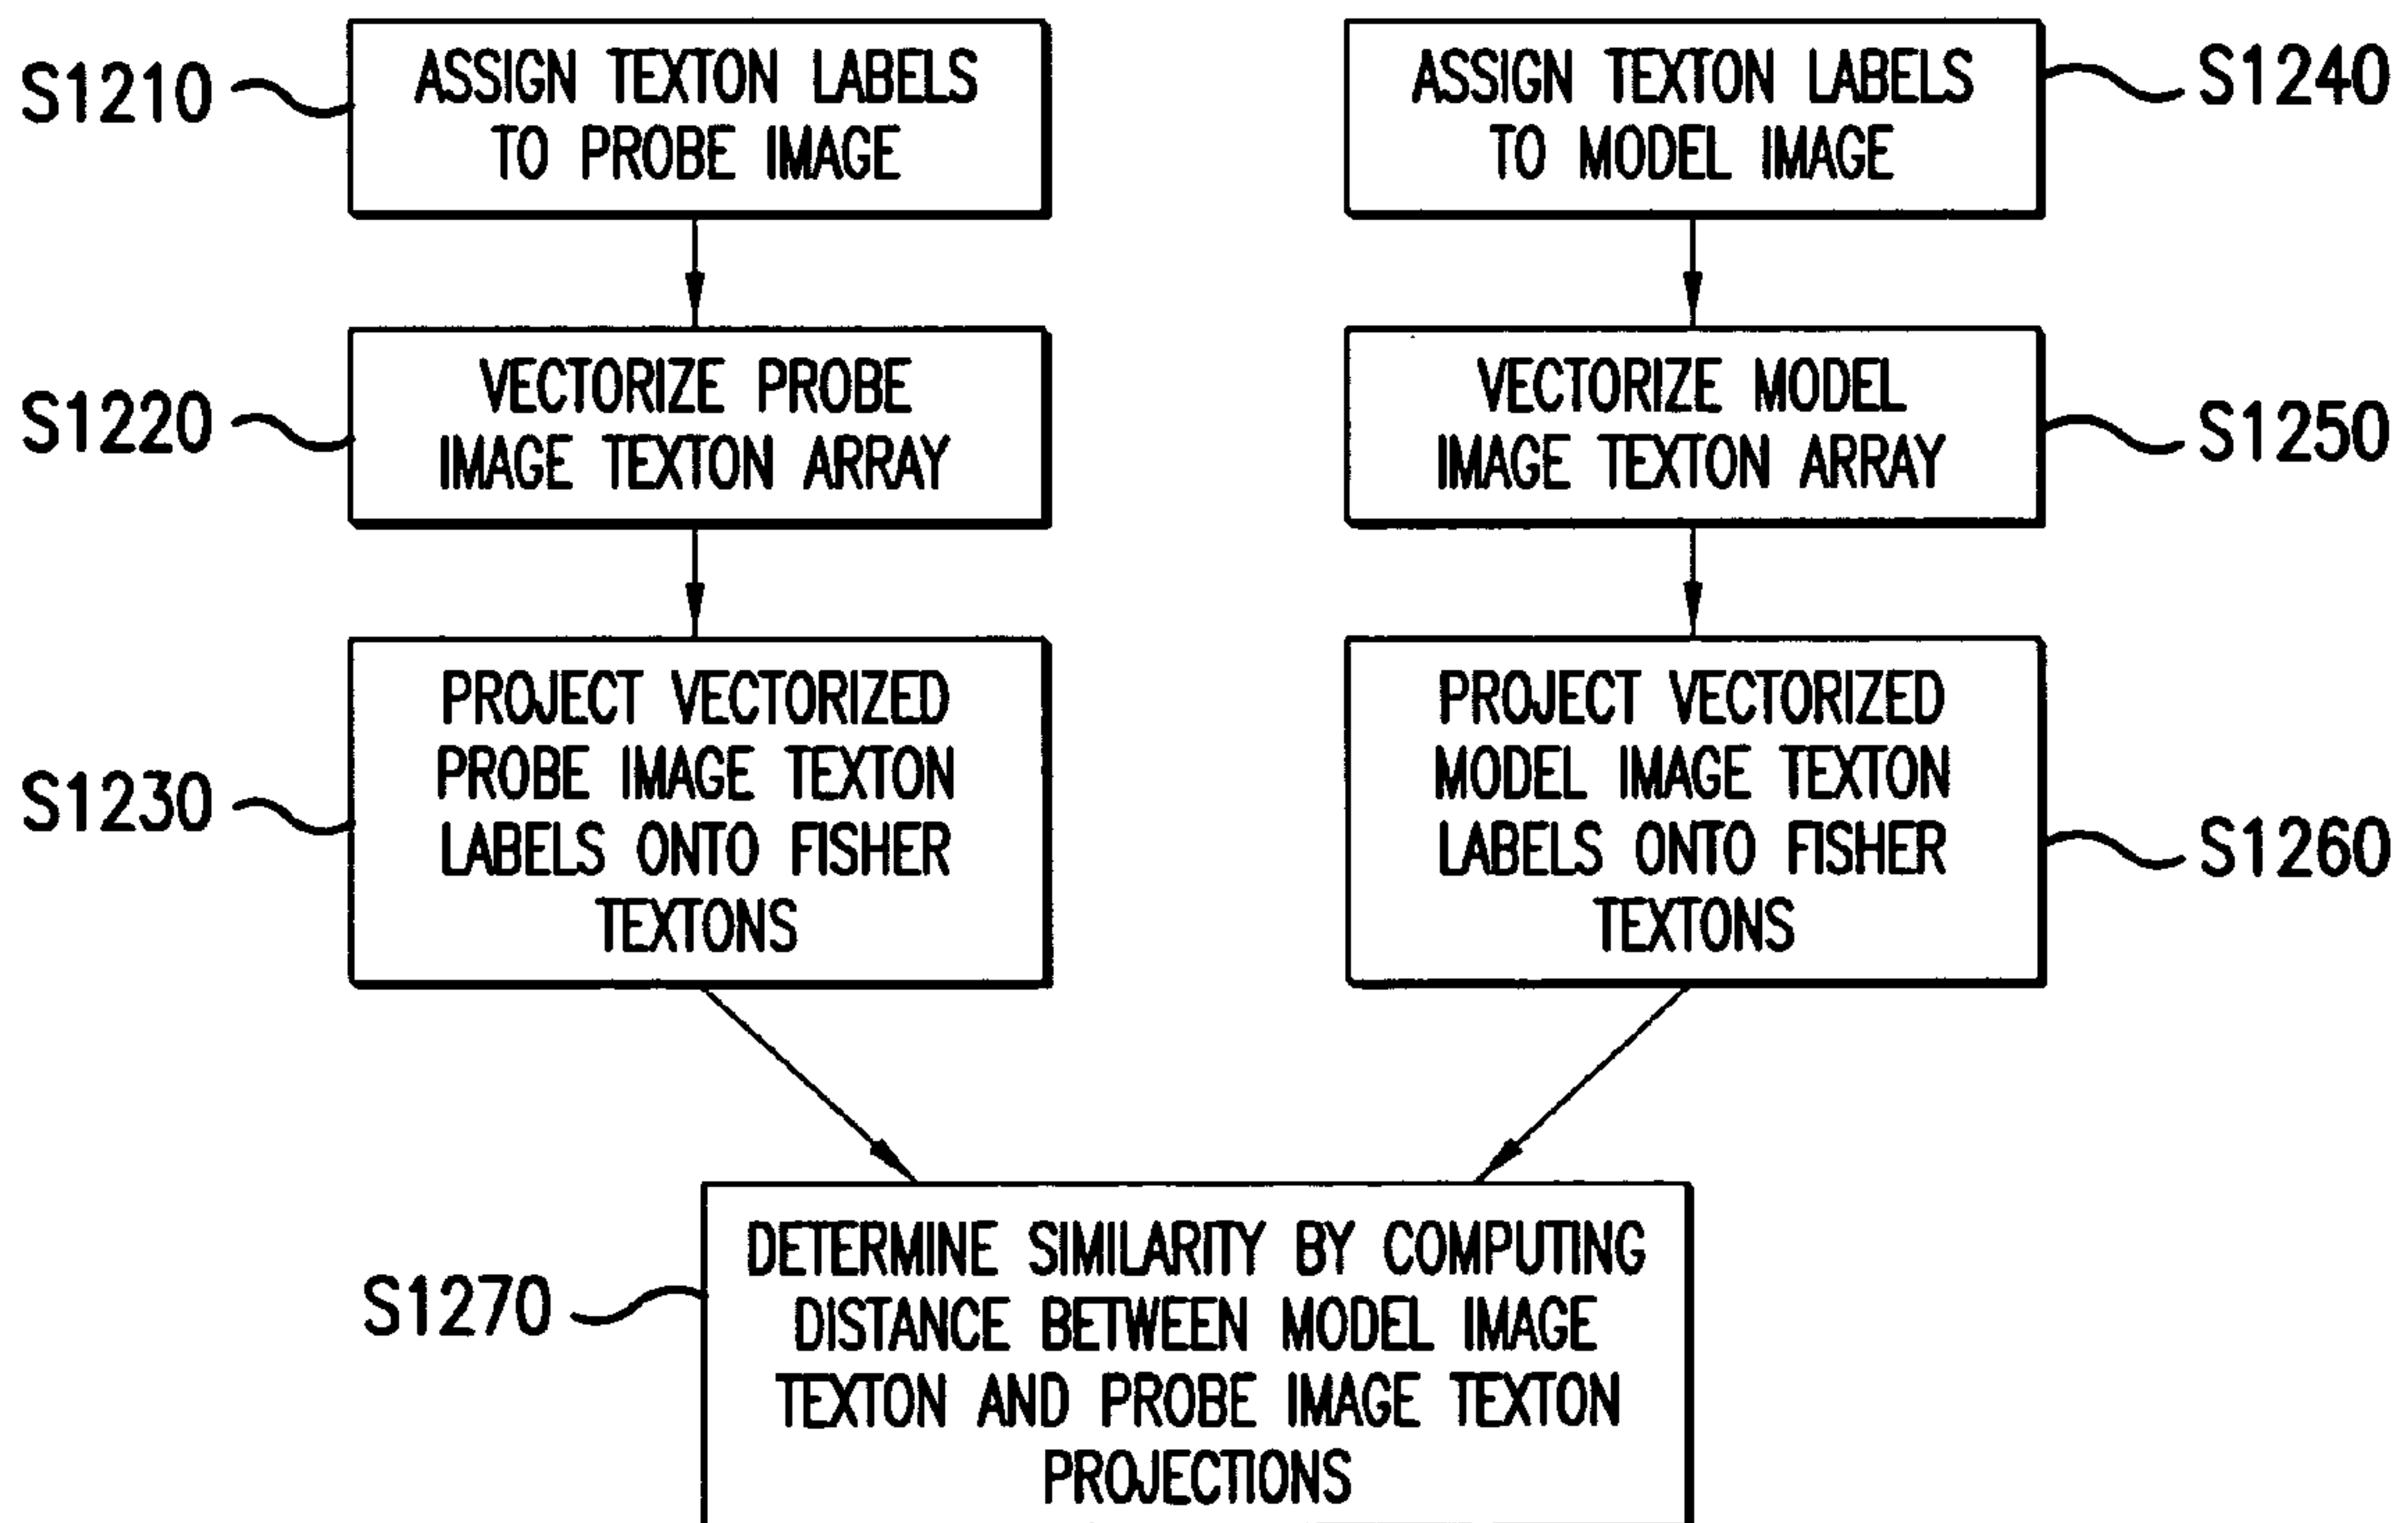 S1210
ASSIGN TEXTON LABELS
TO PROBE IMAGE
S1220
VECTORIZE PROBE
IMAGE TEXTON ARRAY
S1230
PROJECT VECTORIZED
PROBE IMAGE TEXTON
LABELS ONTO FISHER
TEXTONS
ASSIGN TEXTON LABELS
TO MODEL IMAGE
S1240
VECTORIZE MODEL
IMAGE TEXTON ARRAY
S1250
PROJECT VECTORIZED
MODEL IMAGE TEXTON
LABELS ONTO FISHER
TEXTONS
S1260
S1270
DETERMINE SIMILARITY BY COMPUTING
DISTANCE BETWEEN MODEL IMAGE
TEXTON AND PROBE IMAGE TEXTON
PROJECTIONS